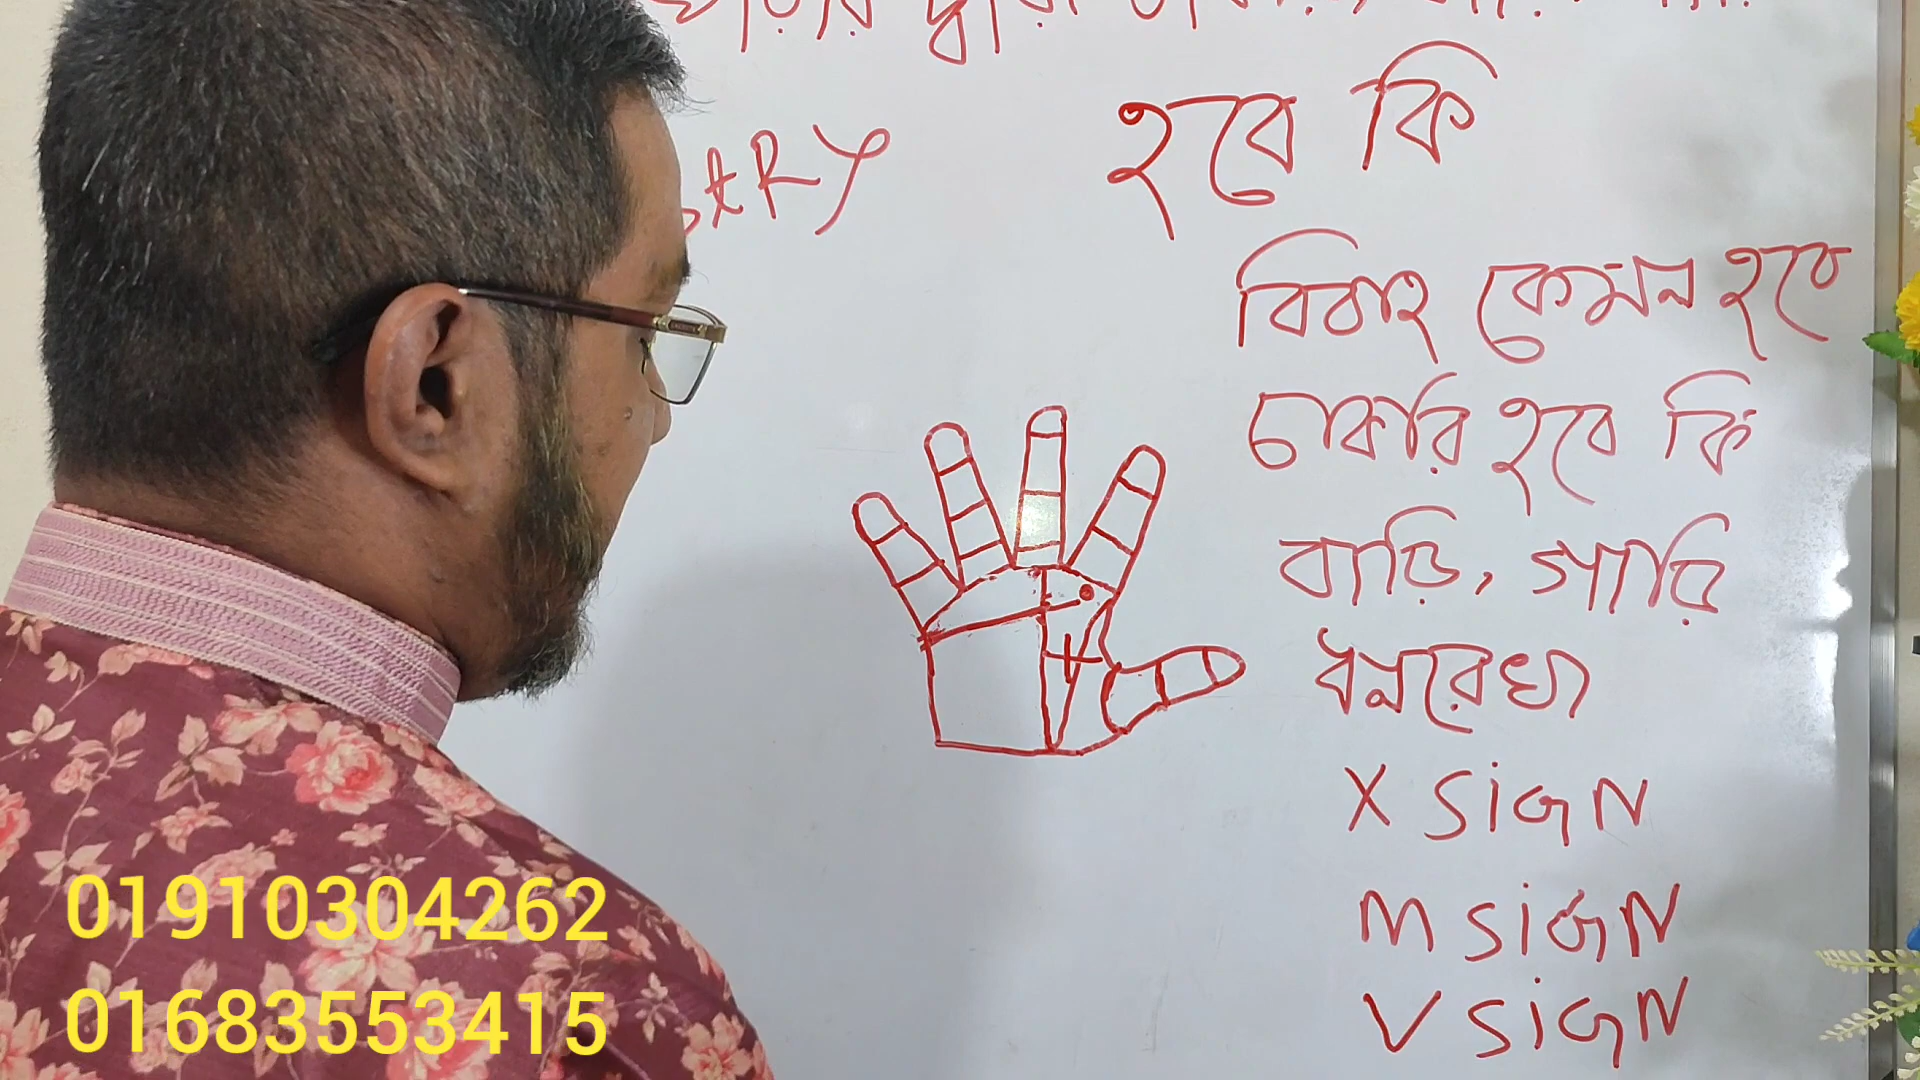 দ্বারা
হবে কি
বিবাহ কেমন হবে
চাকরি হবে কি
বাড়ি, গাড়ি
ধনরেখা
X SiGN
M SiGN
V SiGN
01910304262
01683553415